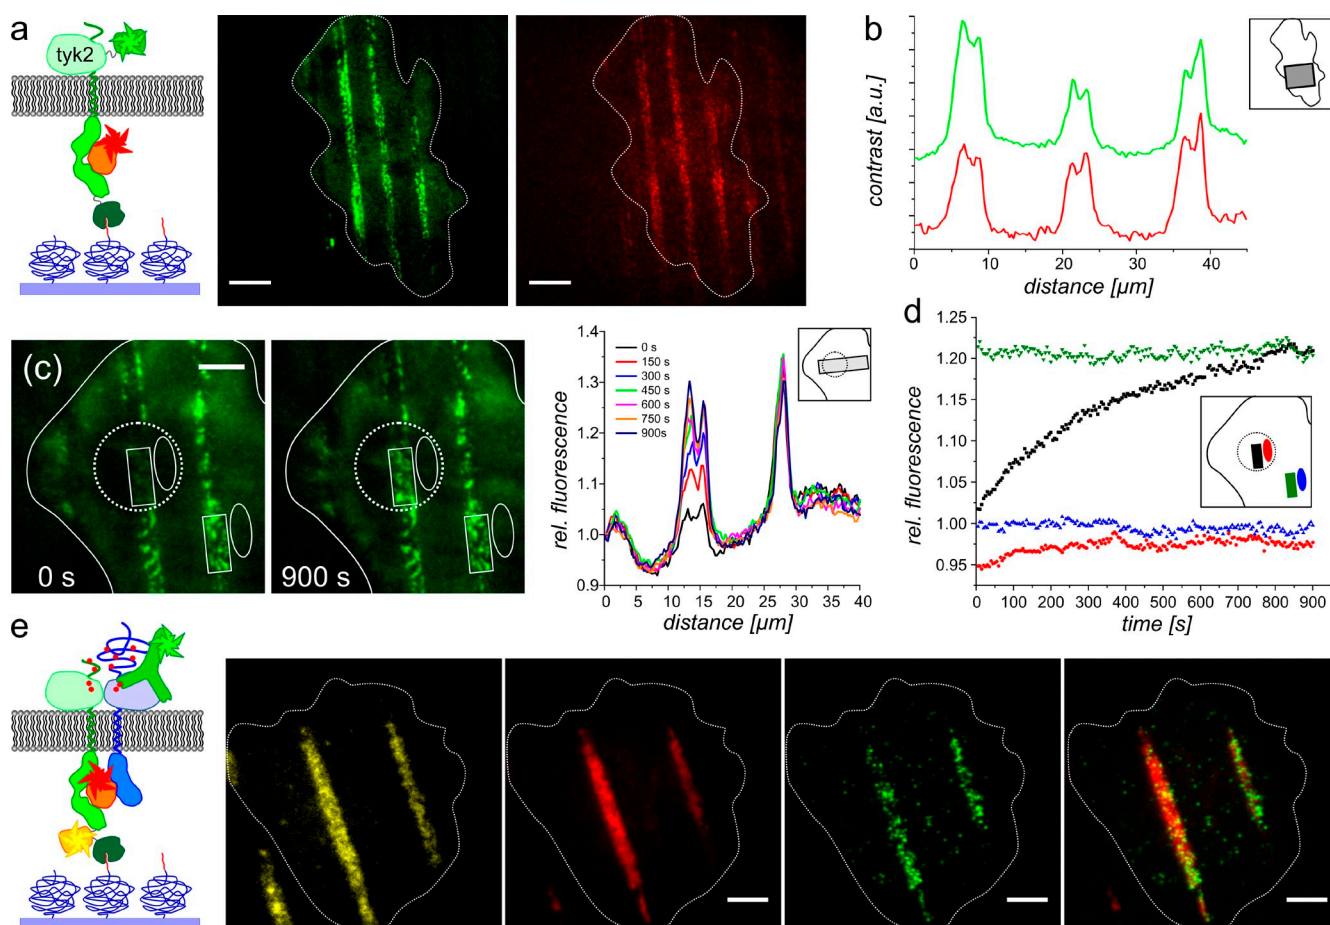 a
tyk2
b
contrast [a.u.]
0 10 20 30 40
distance [µm]
(c)
0 s
900 s
rel. fluorescence
1.4
1.3
1.2
1.1
1.0
0.9
0 s
150 s
300 s
450 s
600 s
750 s
900s
0 5 10 15 20 25 30 35 40
distance [µm]
d
rel. fluorescence
1.25
1.20
1.15
1.10
1.05
1.00
0.95
0 100 200 300 400 500 600 700 800 900
time [s]
e